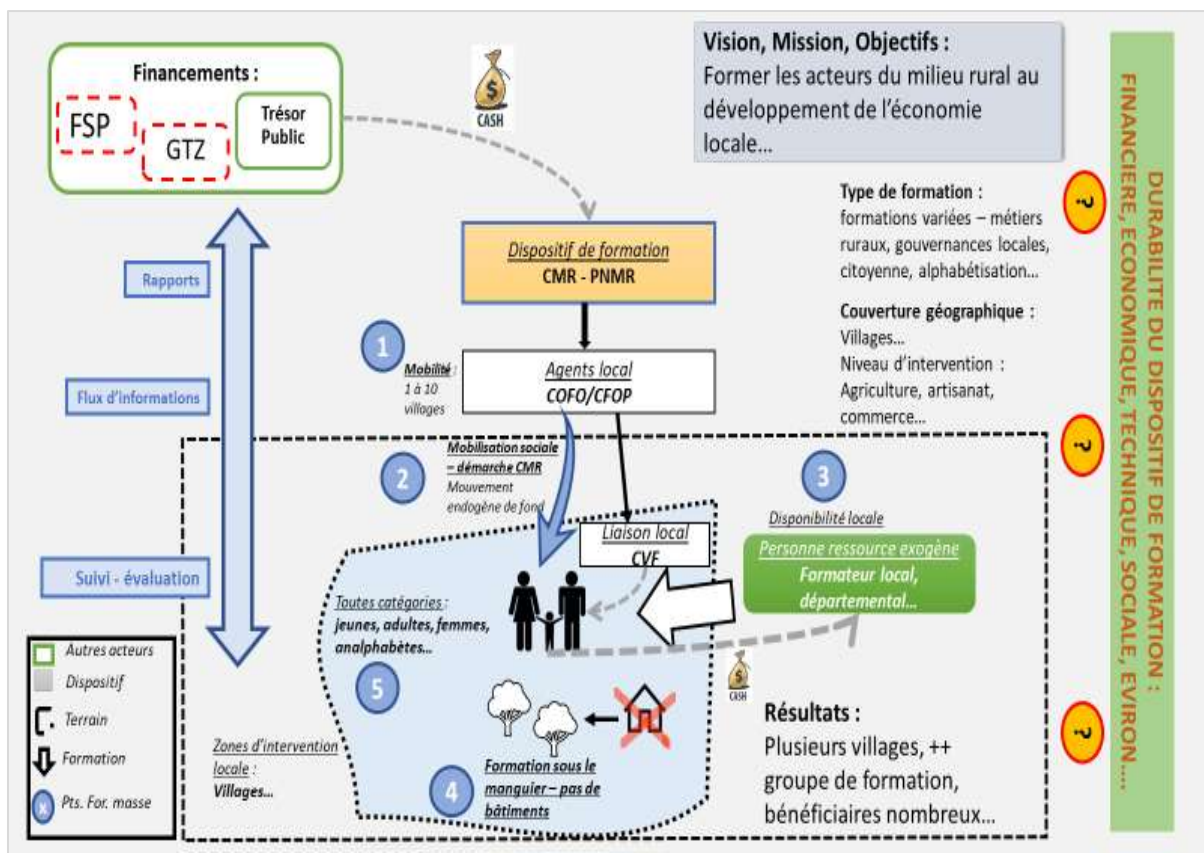 Financements :
FSP
GTZ
Trésor
Public
$
CASH
Vision, Mission, Objectifs :
Former les acteurs du milieu rural au
développement de l'économie
locale...
Type de formation :
formations variées – métiers
ruraux, gouvernances locales,
citoyenne, alphabétisation...
Couverture géographique :
Villages...
Niveau d'intervention :
Agriculture, artisanat,
commerce...
Dispositif de formation
CMR - PNMR
1
Mobilité :
1 à 10
villages
Agents local
COFO/CFOP
Rapports
Flux d'informations
Suivi - évaluation
2
Mobilisation sociale
– démarche CMR
Mouvement
endogène de fond
Liaison local
CVF
3
Disponibilité locale
Personne ressource exogène
Formateur local,
départemental...
Toutes catégories :
jeunes, adultes, femmes,
analphabètes...
5
$
CASH
Zones d'intervention
locale :
Villages...
4
Formation sous le
manguier – pas de
bâtiments
Résultats :
Plusieurs villages, ++
groupe de formation,
bénéficiaires nombreux...
Autres acteurs
Dispositif
Terrain
Formation
x
Pts. For. masse
?
?
?
DURABILITE DU DISPOSITIF DE FORMATION :
FINANCIERE, ECONOMIQUE, TECHNIQUE, SOCIALE, EVIRON....